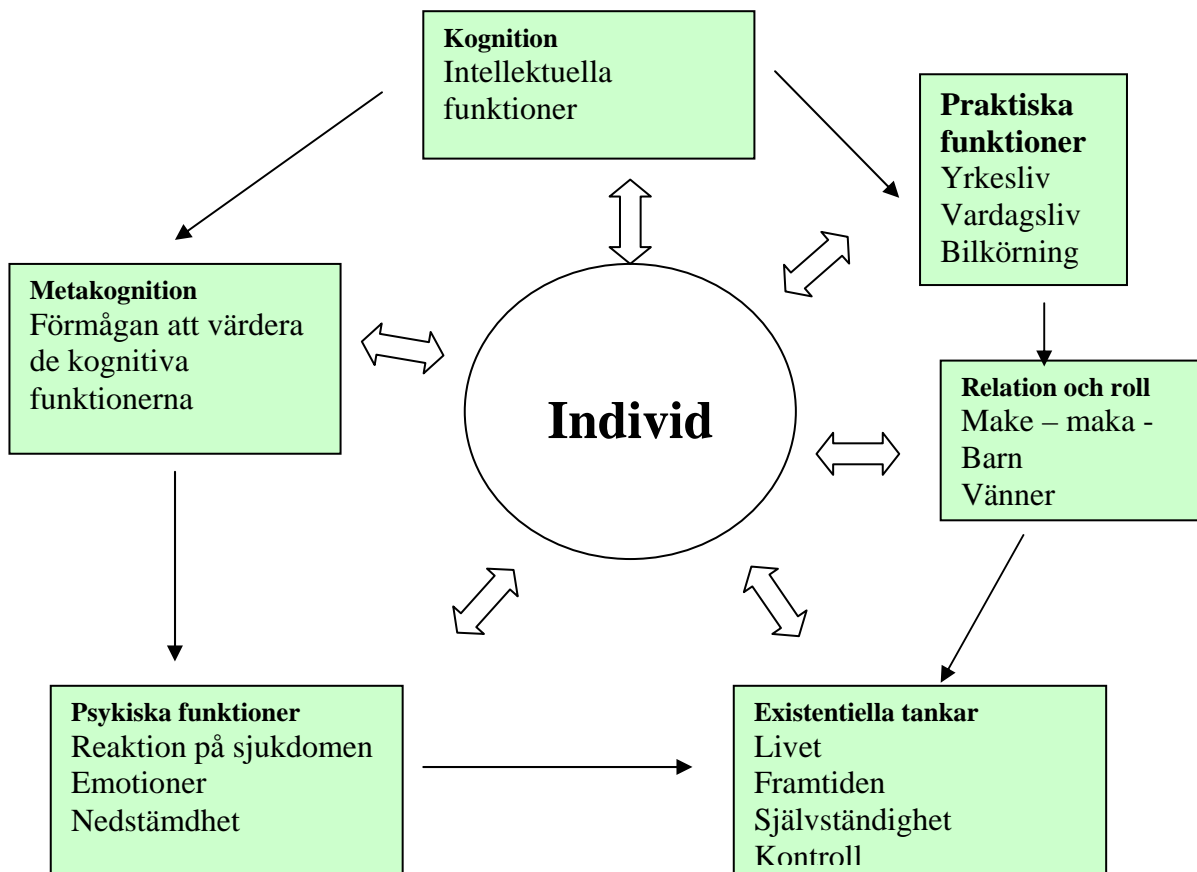 Kognition
Intellektuella
funktioner
Praktiska
funktioner
Yrkesliv
Vardagsliv
Bilkörning
Metakognition
Förmågan att värdera
de kognitiva
funktionerna
Individ
Relation och roll
Make – maka -
Barn
Vänner
Psykiska funktioner
Reaktion på sjukdomen
Emotioner
Nedstämdhet
Existentiella tankar
Livet
Framtiden
Självständighet
Kontroll